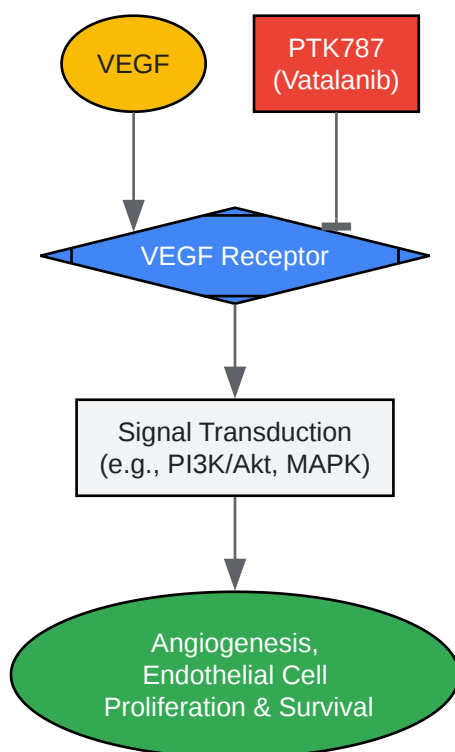 VEGF
PTK787
(Vatalanib)
VEGF Receptor
Signal Transduction
(e.g., PI3K/Akt, MAPK)
Angiogenesis,
Endothelial Cell
Proliferation & Survival